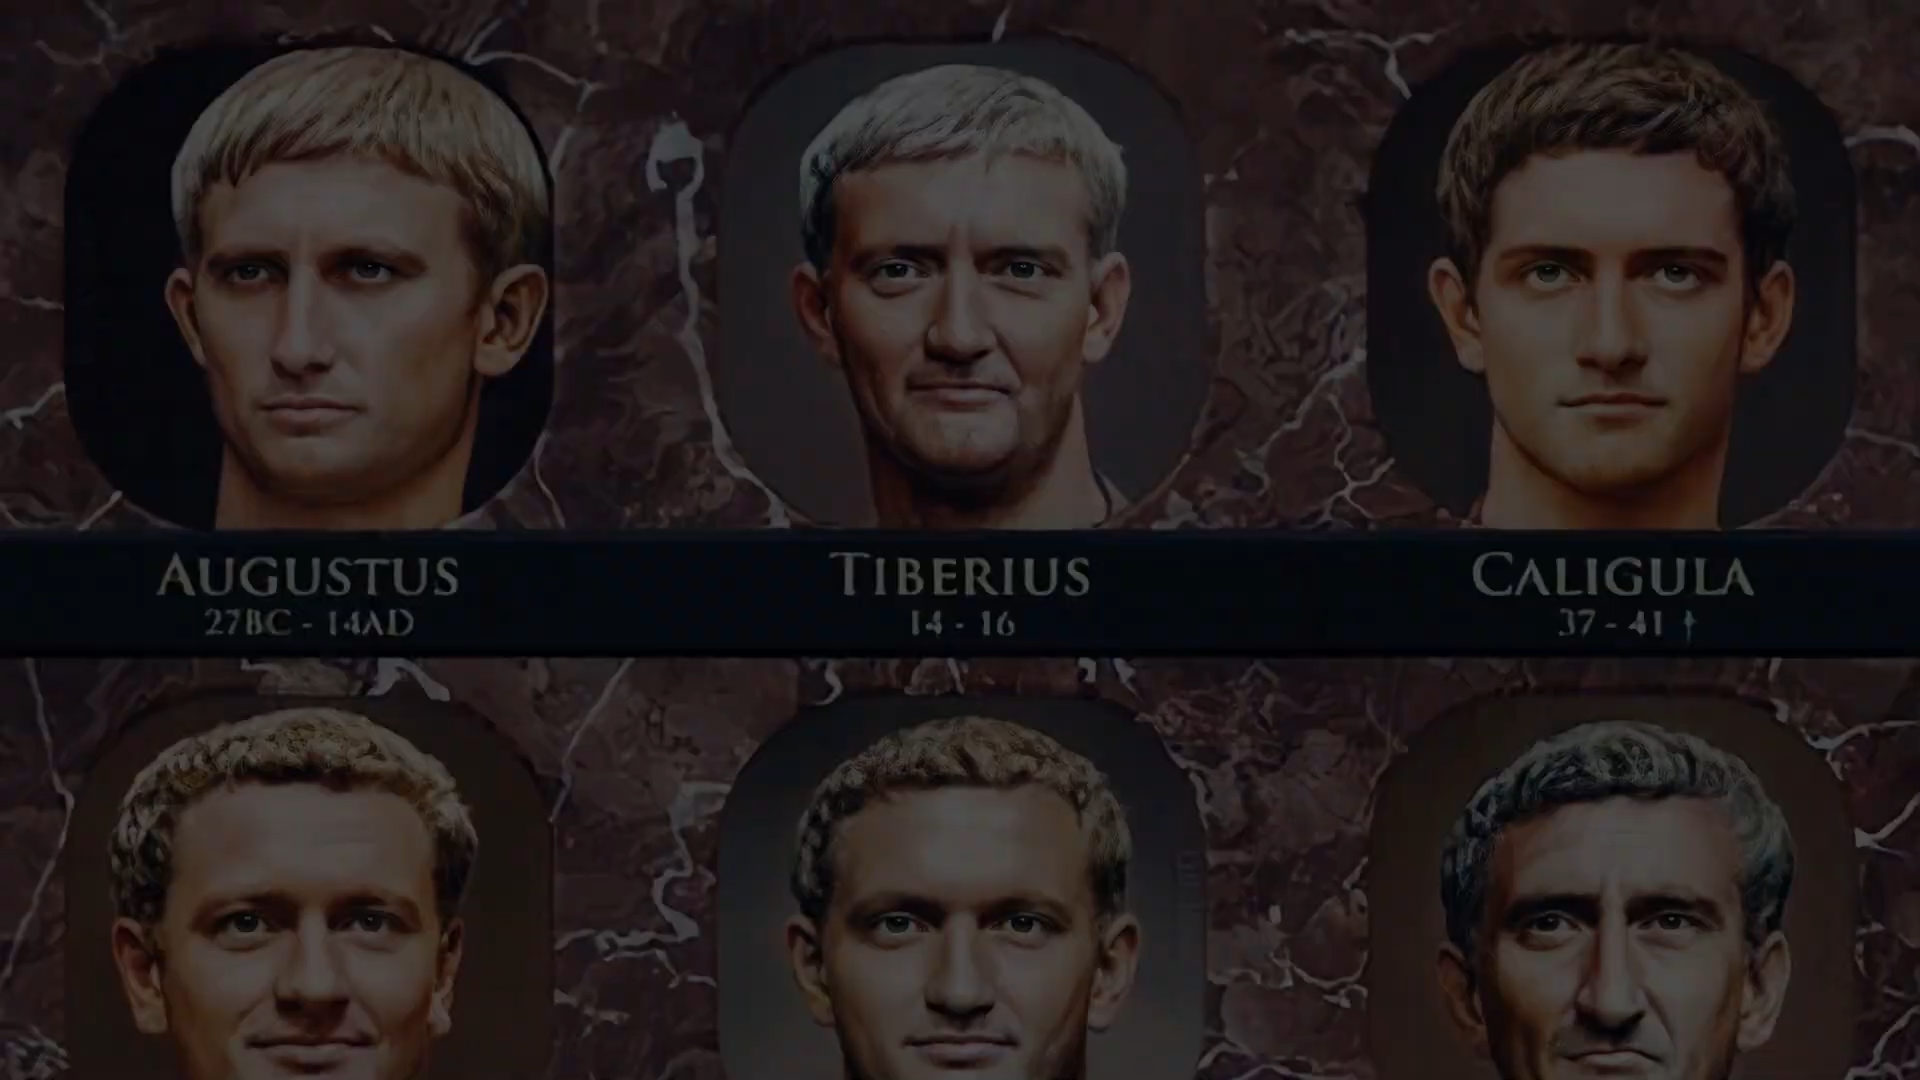 AUGUSTUS
27BC - 14AD
TIBERIUS
14 - 16
CALIGULA
37 - 41